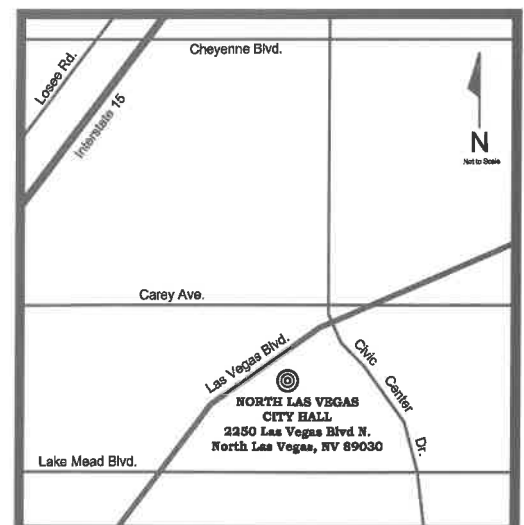 Cheyenne Blvd.
Losee Rd.
Interstate 15
N
Not to Scale
Carey Ave.
Las Vegas Blvd.
Civic Center Dr.
NORTH LAS VEGAS
CITY HALL
2250 Las Vegas Blvd N.
North Las Vegas, NV 89030
Lake Mead Blvd.